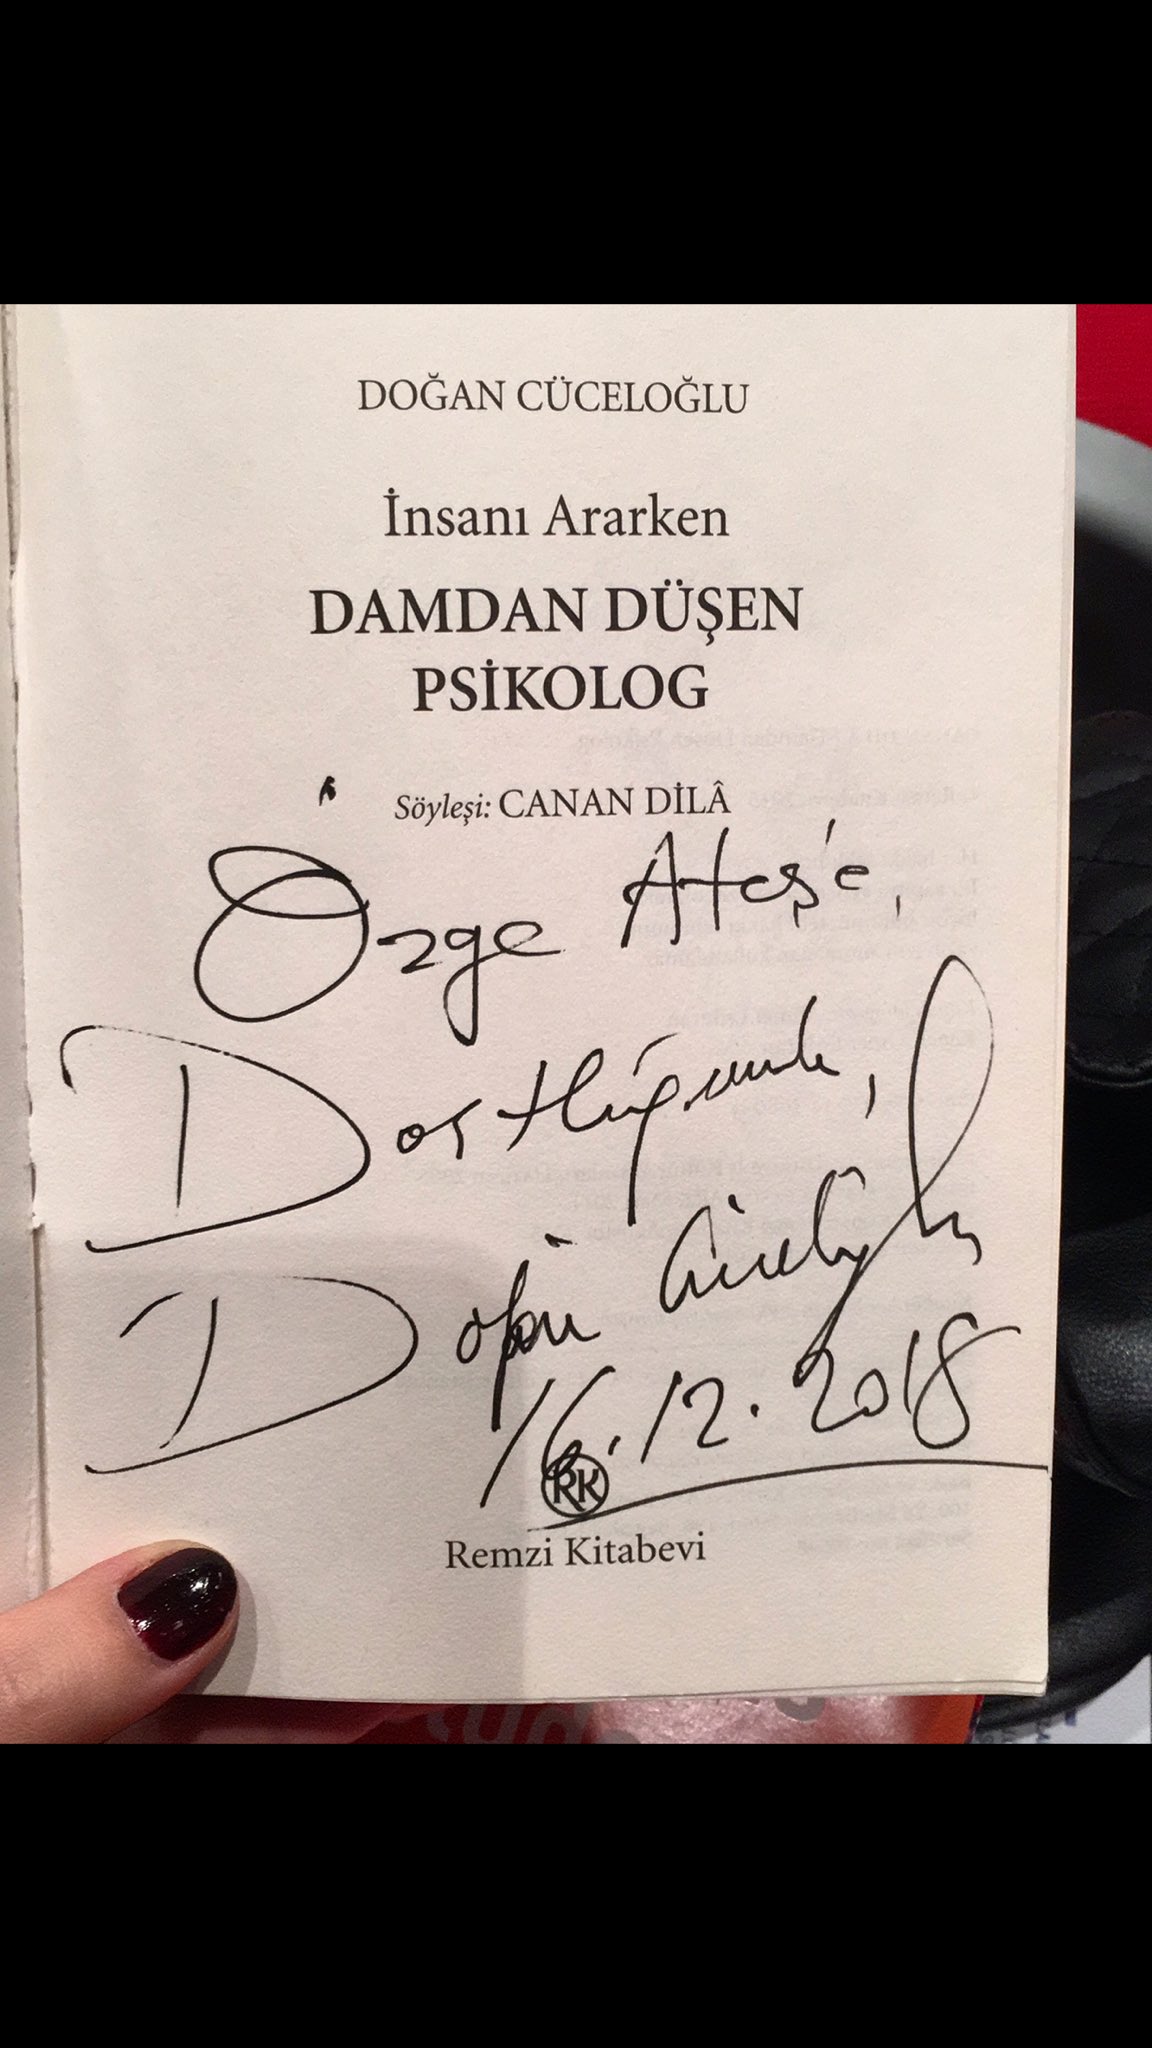 DOĞAN CÜCELOĞLU
İnsanı Ararken
DAMDAN DÜŞEN
PSİKOLOG
Söyleşi: CANAN DİLÂ
Özge Ateş'e,
Dostluğumla,
Doğan Cüceloğlu
16.12.2018
RK
Remzi Kitabevi